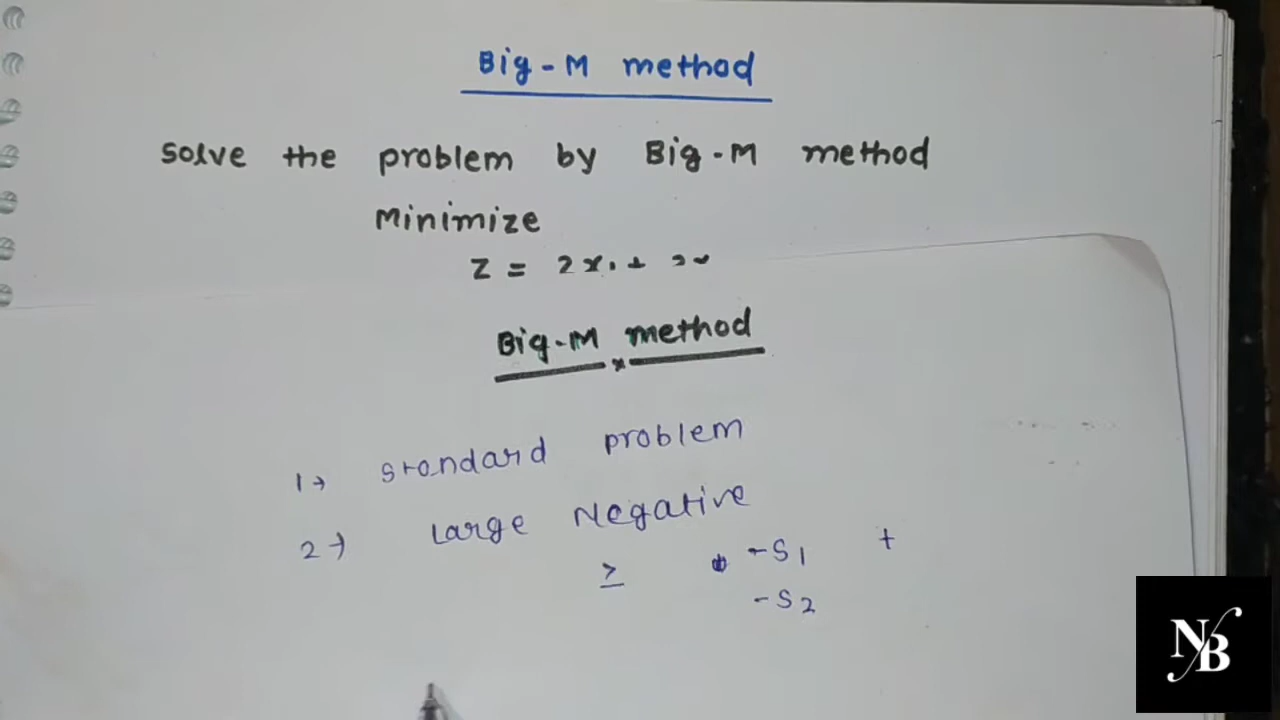 Big-M method
Solve the problem by Big-M method
Minimize
Z = 2x₁ +
Big-M method
1→ Standard problem
2→ Large Negative
≥ -S₁ +
-S₂
NB